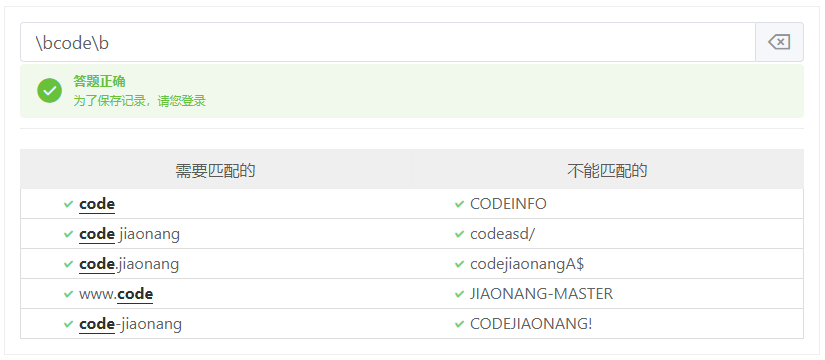 \bcode\b
答题正确
为了保存记录，请您登录
需要匹配的 不能匹配的
code CODEINFO
code jiaonang codeasd/
code.jiaonang codejiaonangA$
www.code JIAONANG-MASTER
code-jiaonang CODEJIAONANG!